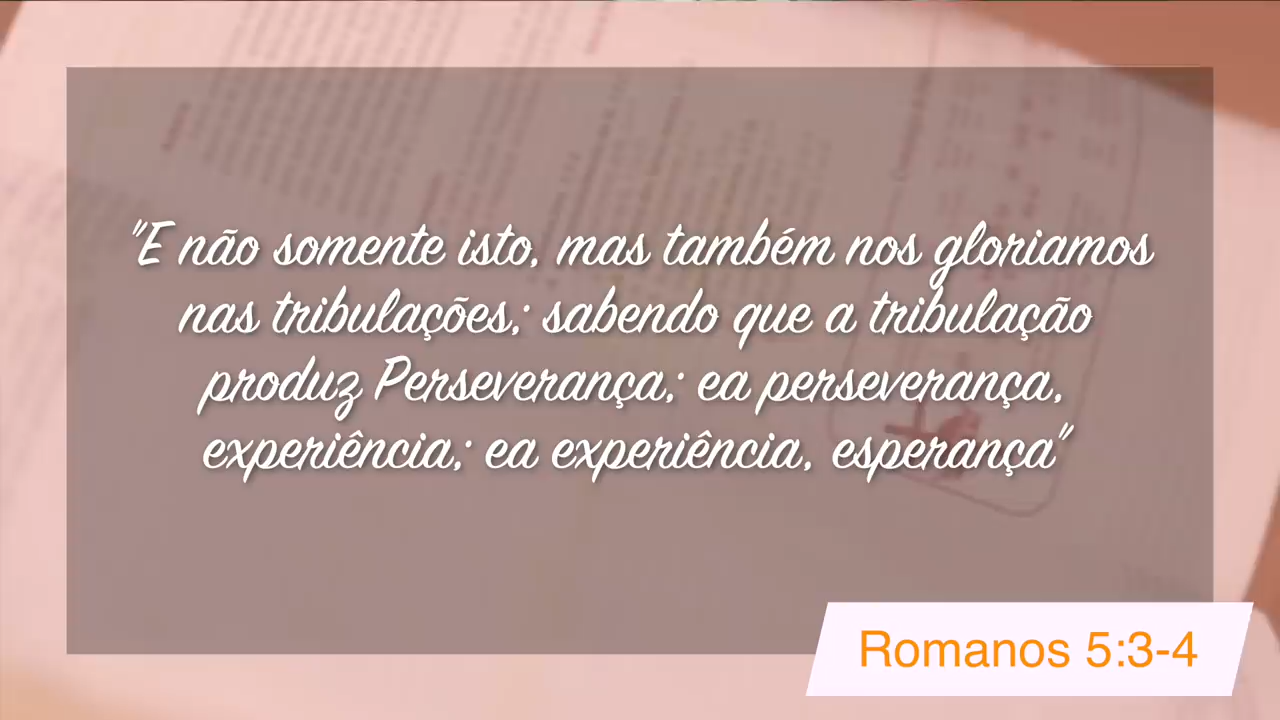 "E não somente isto, mas também nos gloriamos
nas tribulações; sabendo que a tribulação
produz Perseverança; ea perseverança,
experiência; ea experiência, esperança"
Romanos 5:3-4